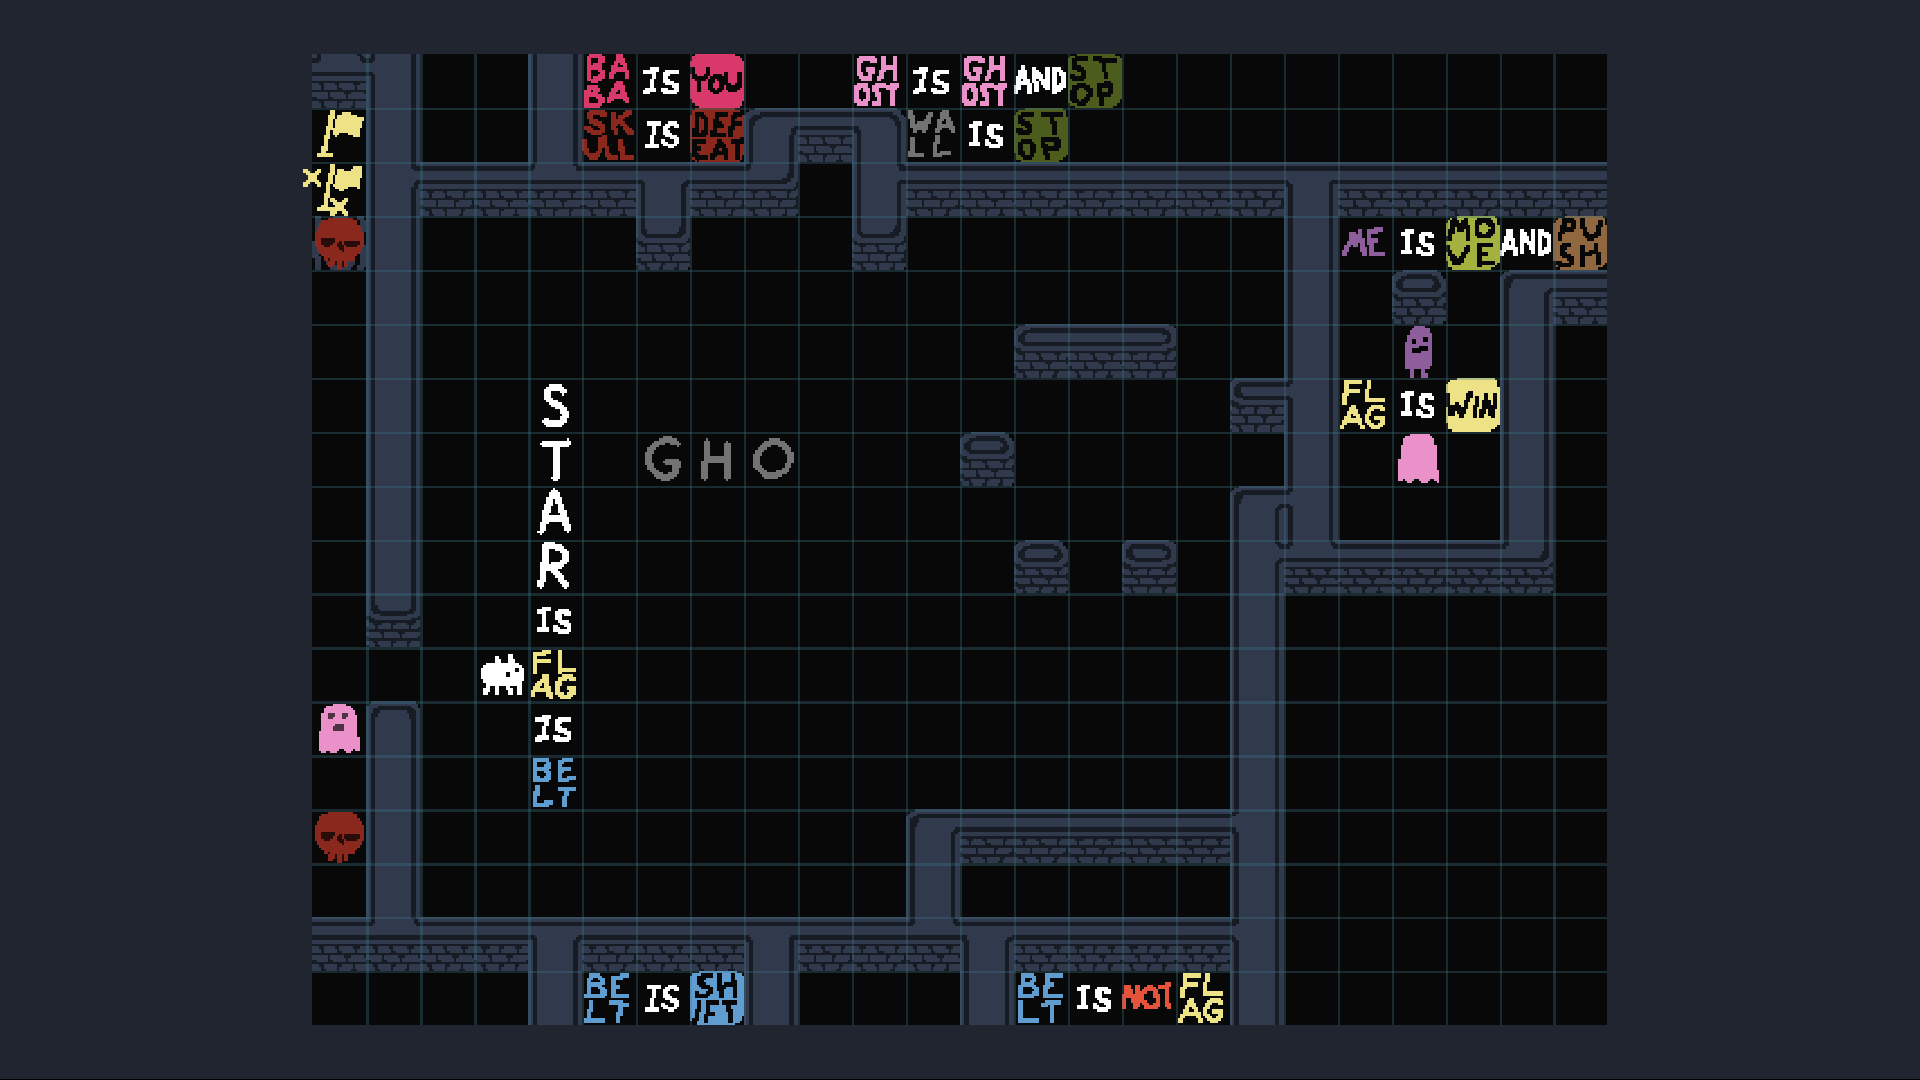 BABA IS YOU
GHOST IS GHOST AND STOP
SKULL IS DEFEAT
WALL IS STOP
ME IS MOVE AND PUSH
FLAG IS WIN
STAR IS FLAG IS BELT
GHO
BELT IS SHIFT
BELT IS NOT FLAG